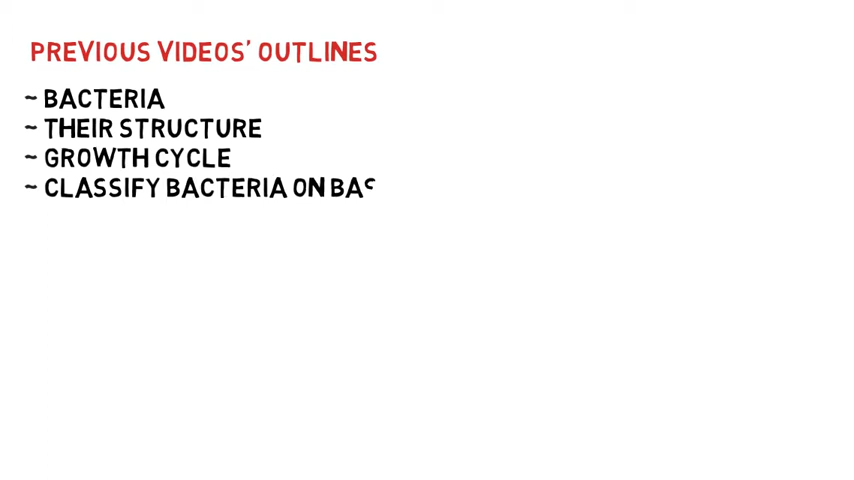 PREVIOUS VIDEOS' OUTLINES
~ BACTERIA
~ THEIR STRUCTURE
~ GROWTH CYCLE
~ CLASSIFY BACTERIA ON